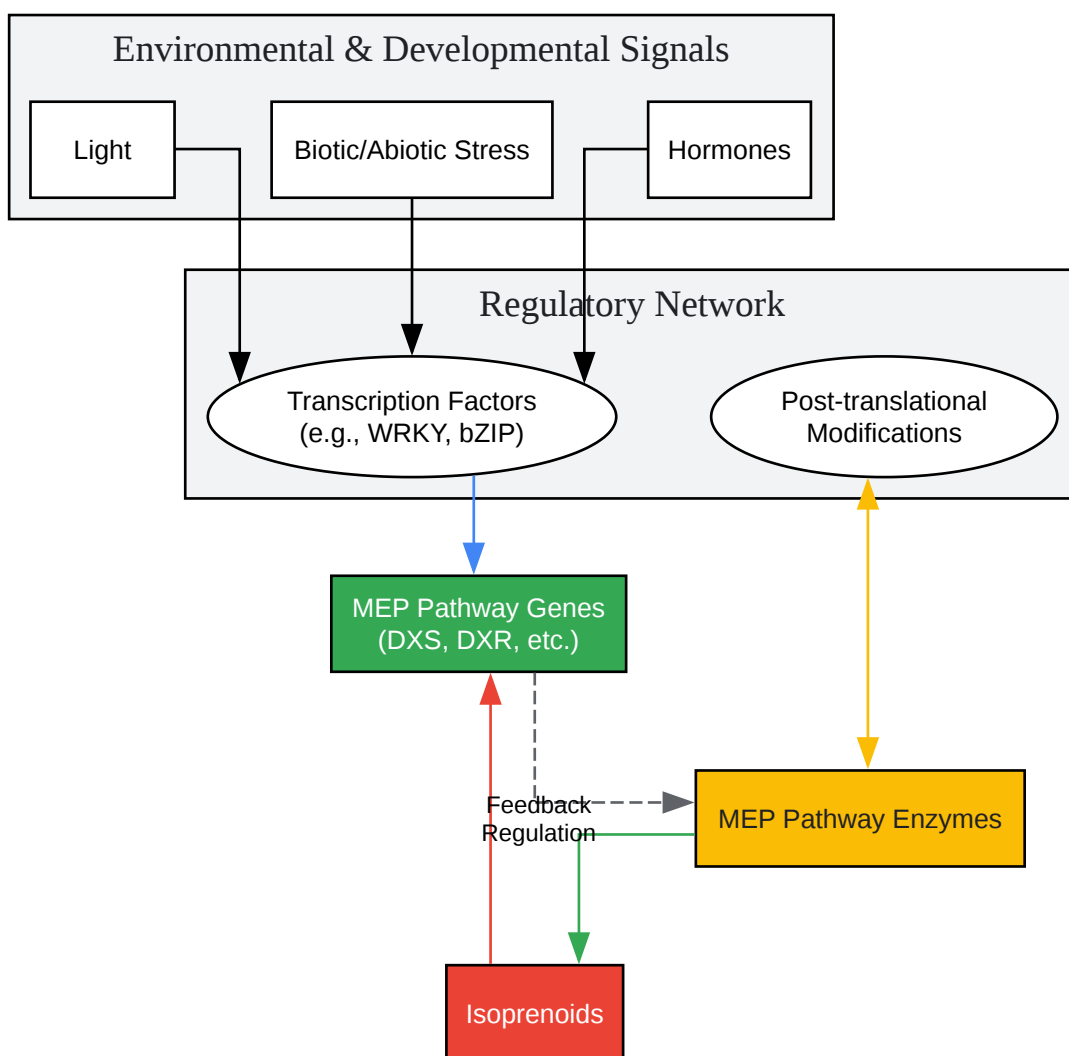 Environmental & Developmental Signals
Light
Biotic/Abiotic Stress
Hormones
Regulatory Network
Transcription Factors
(e.g., WRKY, bZIP)
Post-translational
Modifications
MEP Pathway Genes
(DXS, DXR, etc.)
Feedback
Regulation
MEP Pathway Enzymes
Isoprenoids